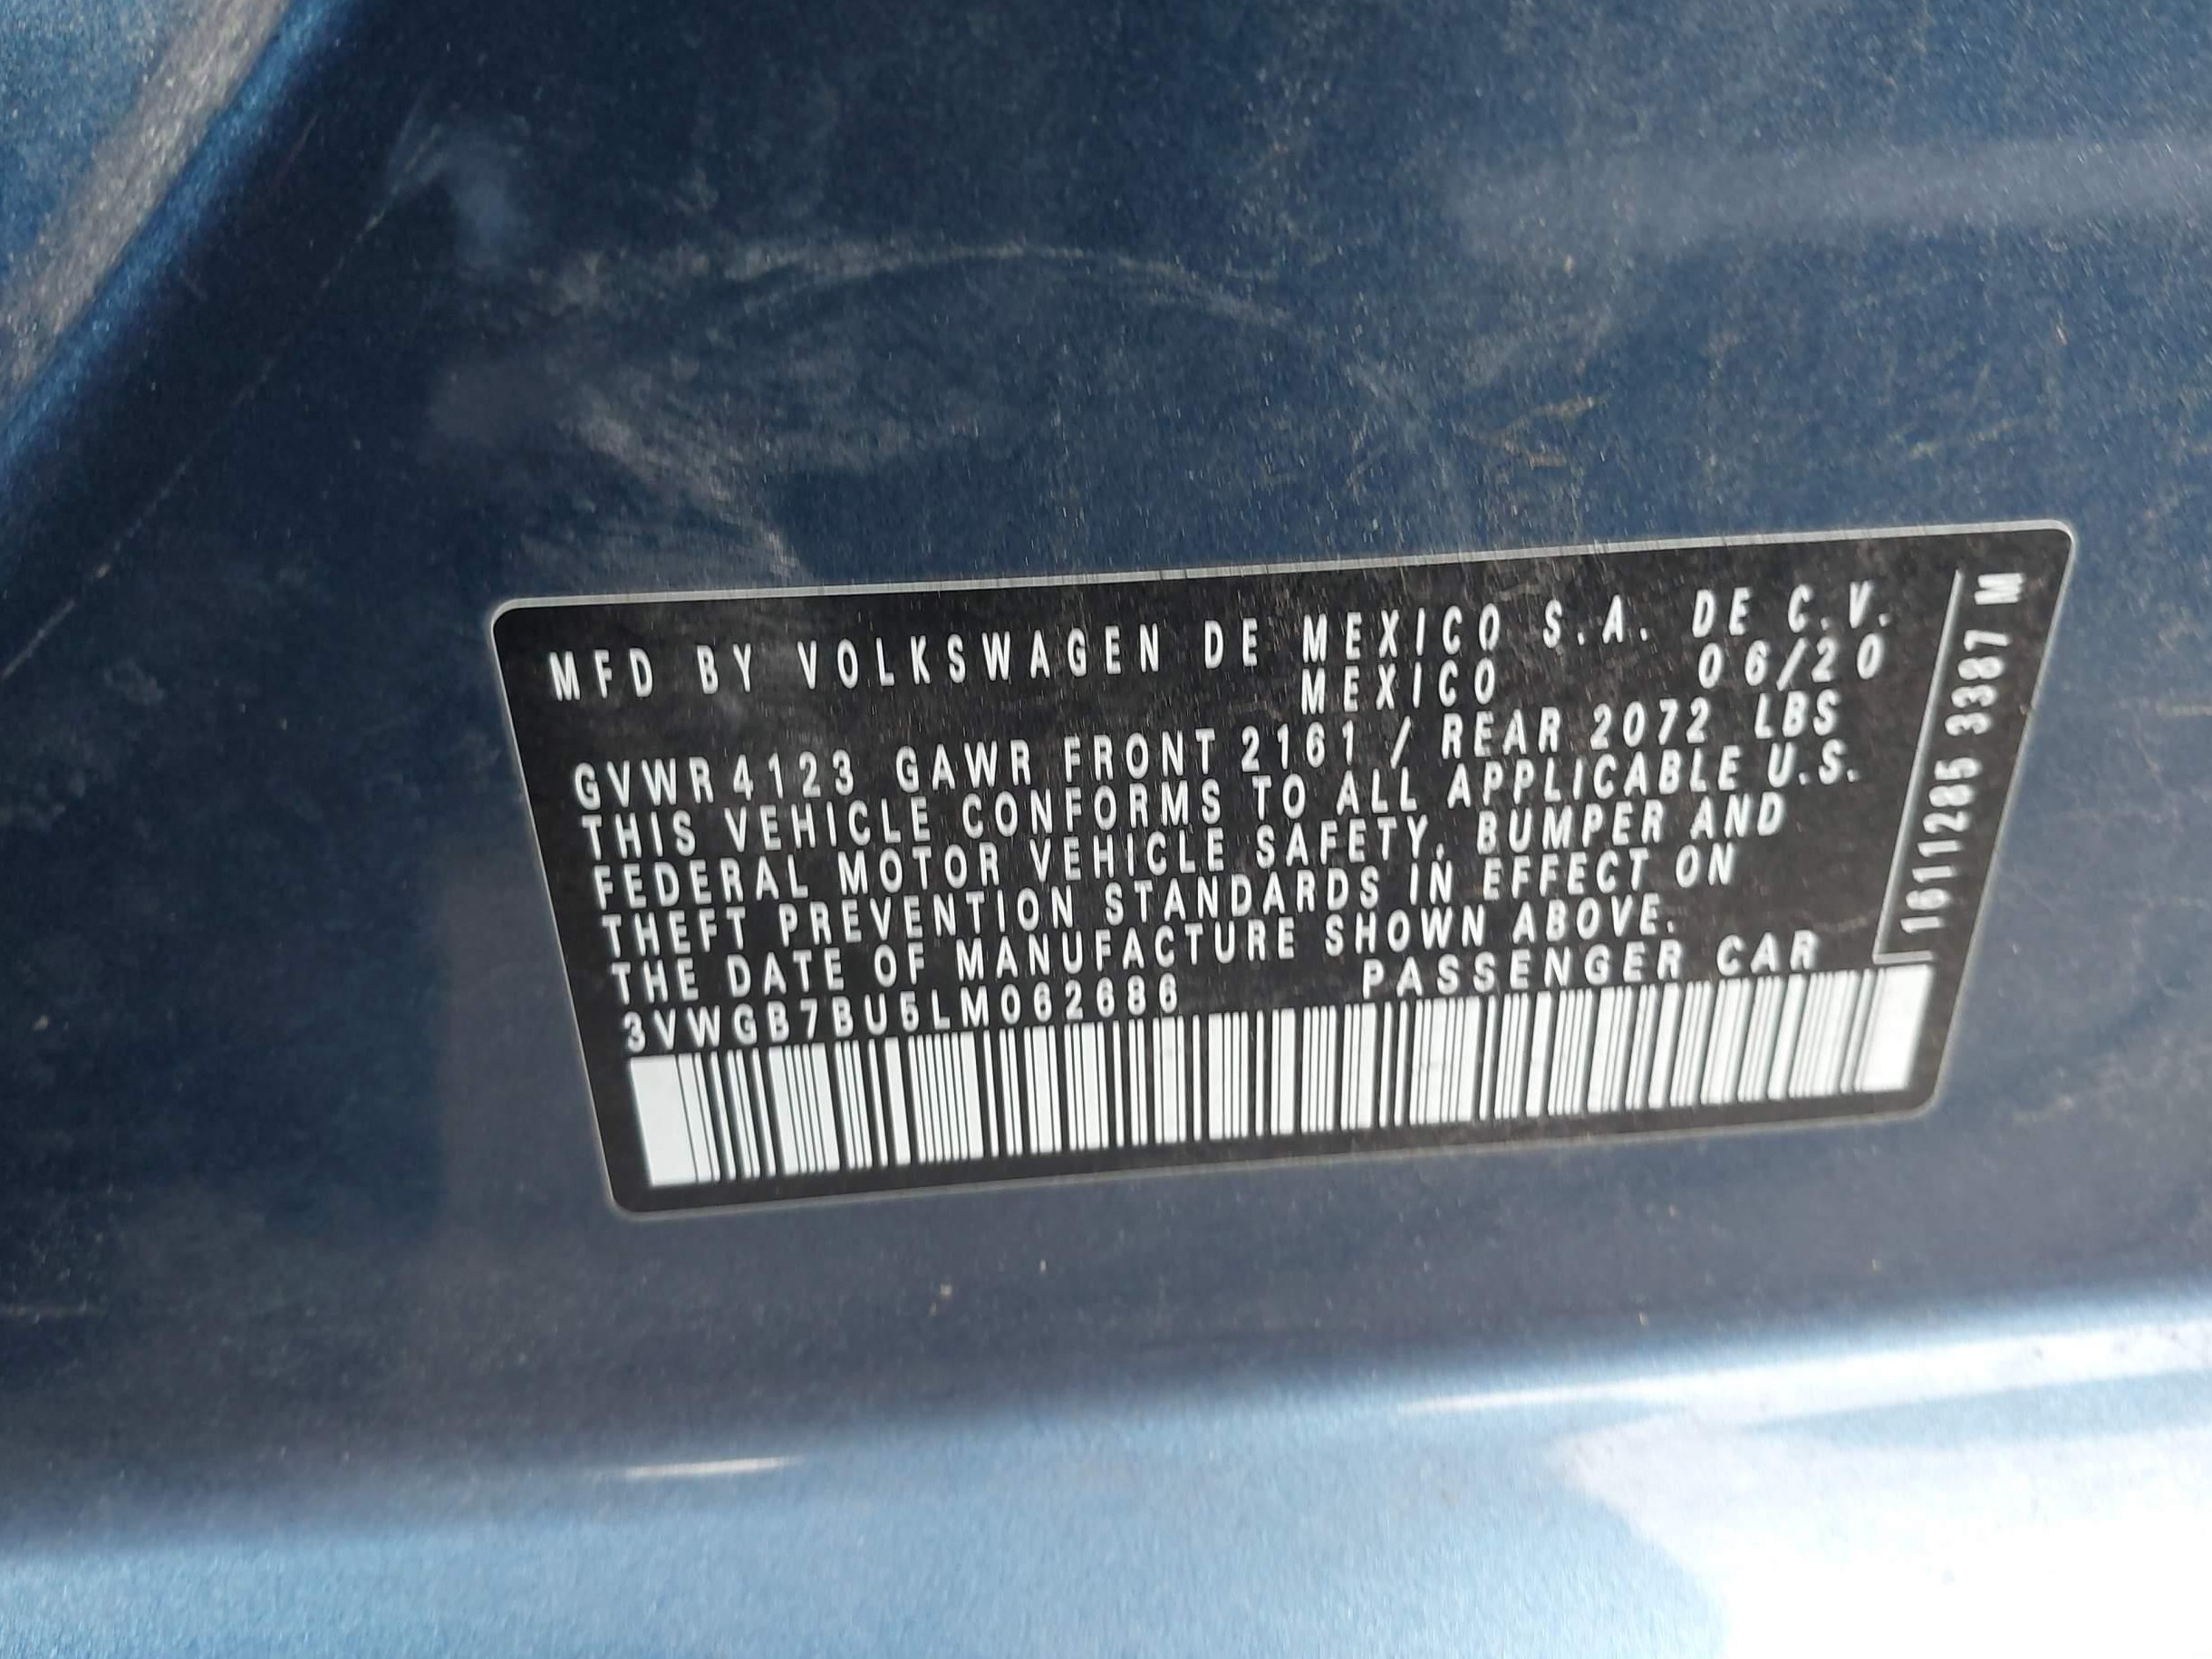 MFD BY VOLKSWAGEN DE MEXICO S.A. DE C.V.
MEXICO 06/20
GVWR 4123 GAWR FRONT 2161 / REAR 2072 LBS
THIS VEHICLE CONFORMS TO ALL APPLICABLE U.S.
FEDERAL MOTOR VEHICLE SAFETY, BUMPER AND
THEFT PREVENTION STANDARDS IN EFFECT ON
THE DATE OF MANUFACTURE SHOWN ABOVE.
3VWGB7BU5LM062686 PASSENGER CAR
1611285 3387 M